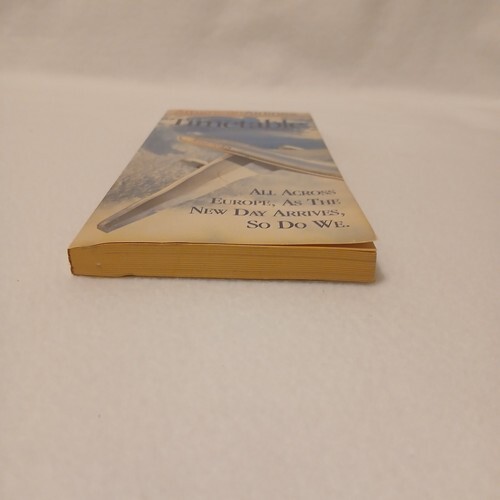 Timetable
ALL ACROSS
EUROPE, AS THE
NEW DAY ARRIVES,
SO DO WE.